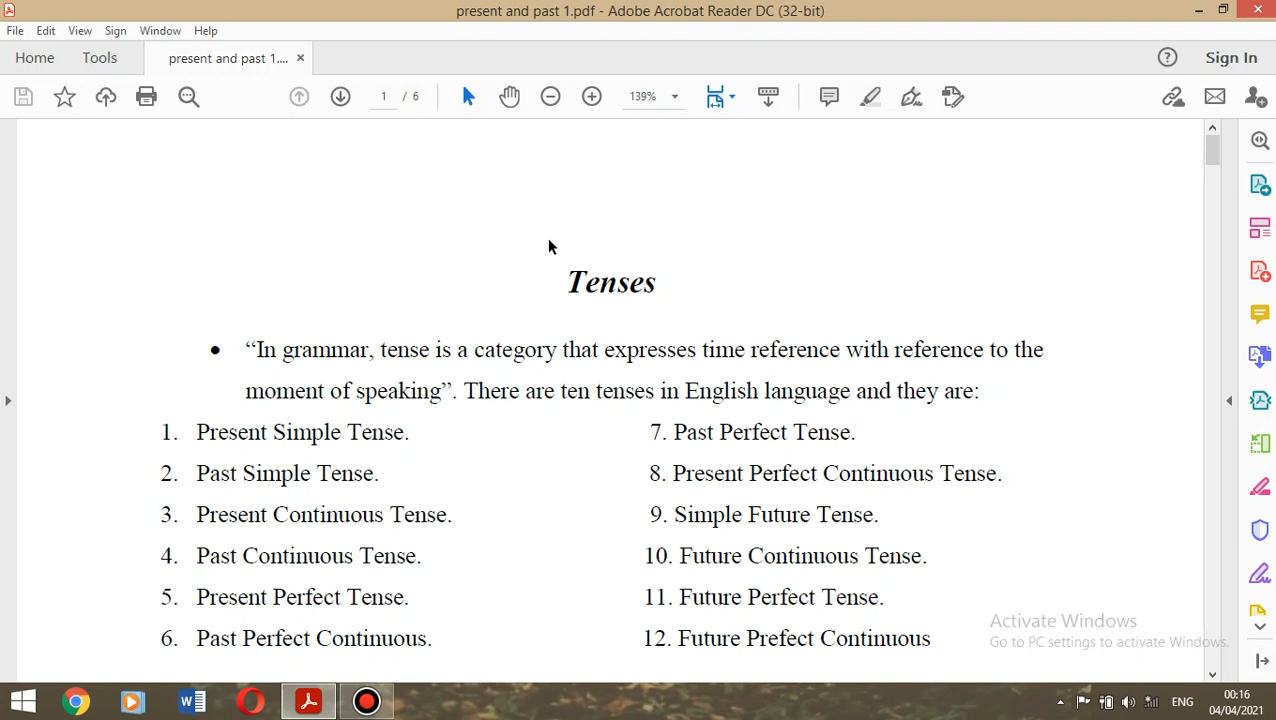 present and past 1.pdf - Adobe Acrobat Reader DC (32-bit)
File Edit View Sign Window Help
Home Tools present and past 1.... × Sign In
1 / 6 139%
Tenses
• “In grammar, tense is a category that expresses time reference with reference to the
moment of speaking”. There are ten tenses in English language and they are:
1. Present Simple Tense. 7. Past Perfect Tense.
2. Past Simple Tense. 8. Present Perfect Continuous Tense.
3. Present Continuous Tense. 9. Simple Future Tense.
4. Past Continuous Tense. 10. Future Continuous Tense.
5. Present Perfect Tense. 11. Future Perfect Tense.
6. Past Perfect Continuous. 12. Future Prefect Continuous
Activate Windows
Go to PC settings to activate Windows.
ENG
00:16
04/04/2021